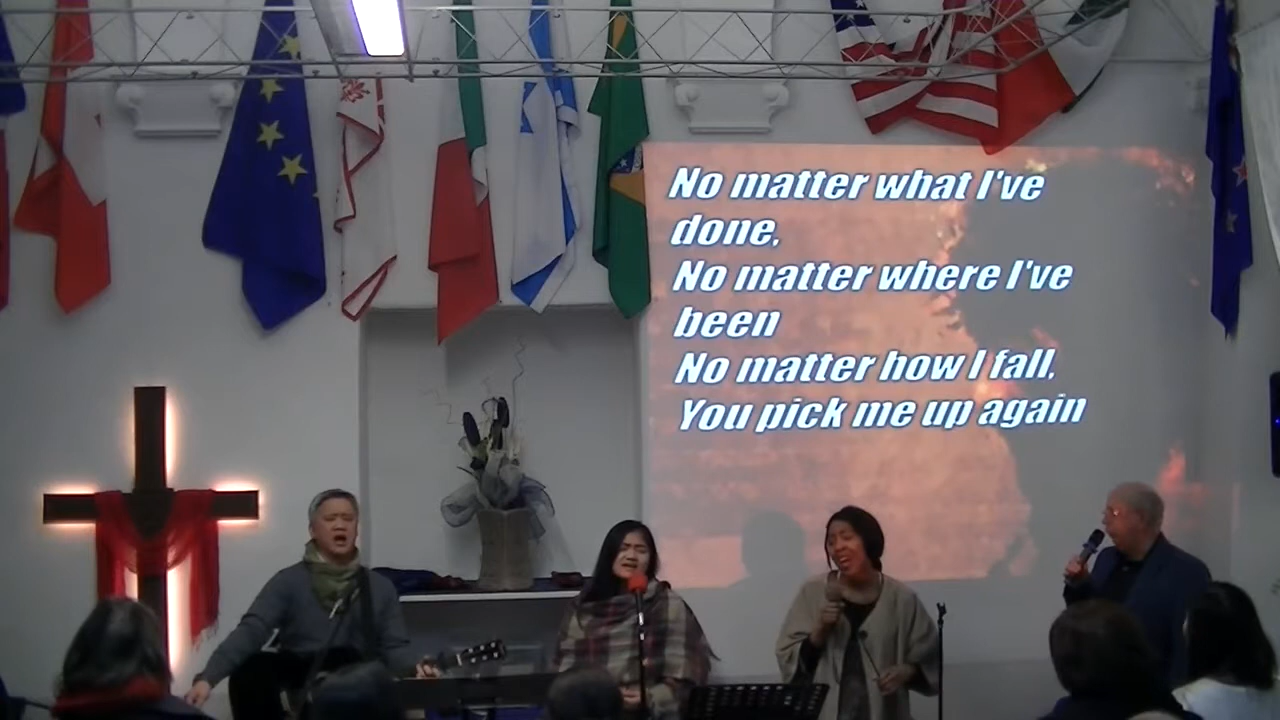 No matter what I've
done,
No matter where I've
been
No matter how I fall,
You pick me up again